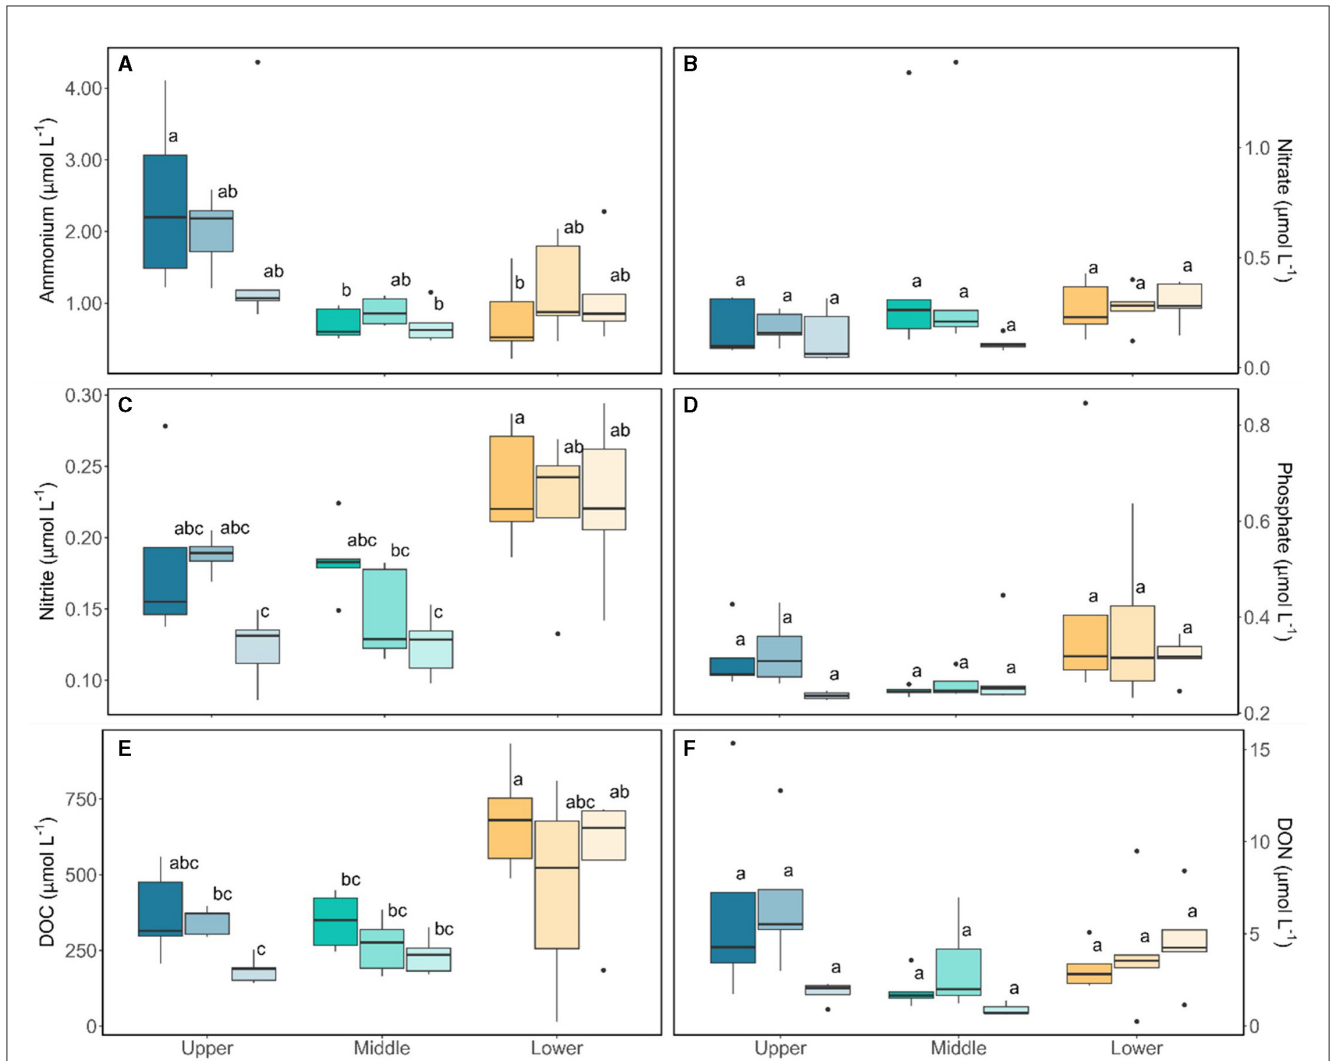 A
B
Ammonium (μmol L⁻¹)
4.00
3.00
2.00
1.00
a
ab
ab
b
ab
b
b
ab
ab
a
a
a
a
a
a
a
a
a
1.0
0.5
0.0
Nitrate (μmol L⁻¹)
C
D
Nitrite (μmol L⁻¹)
0.30
0.25
0.20
0.15
0.10
abc
abc
c
abc
bc
c
a
ab
ab
a
a
a
a
a
a
a
a
a
0.8
0.6
0.4
0.2
Phosphate (μmol L⁻¹)
E
F
DOC (μmol L⁻¹)
750
500
250
0
abc
bc
c
bc
bc
bc
a
abc
ab
a
a
a
a
a
a
a
a
a
15
10
5
0
DON (μmol L⁻¹)
Upper Middle Lower
Upper Middle Lower